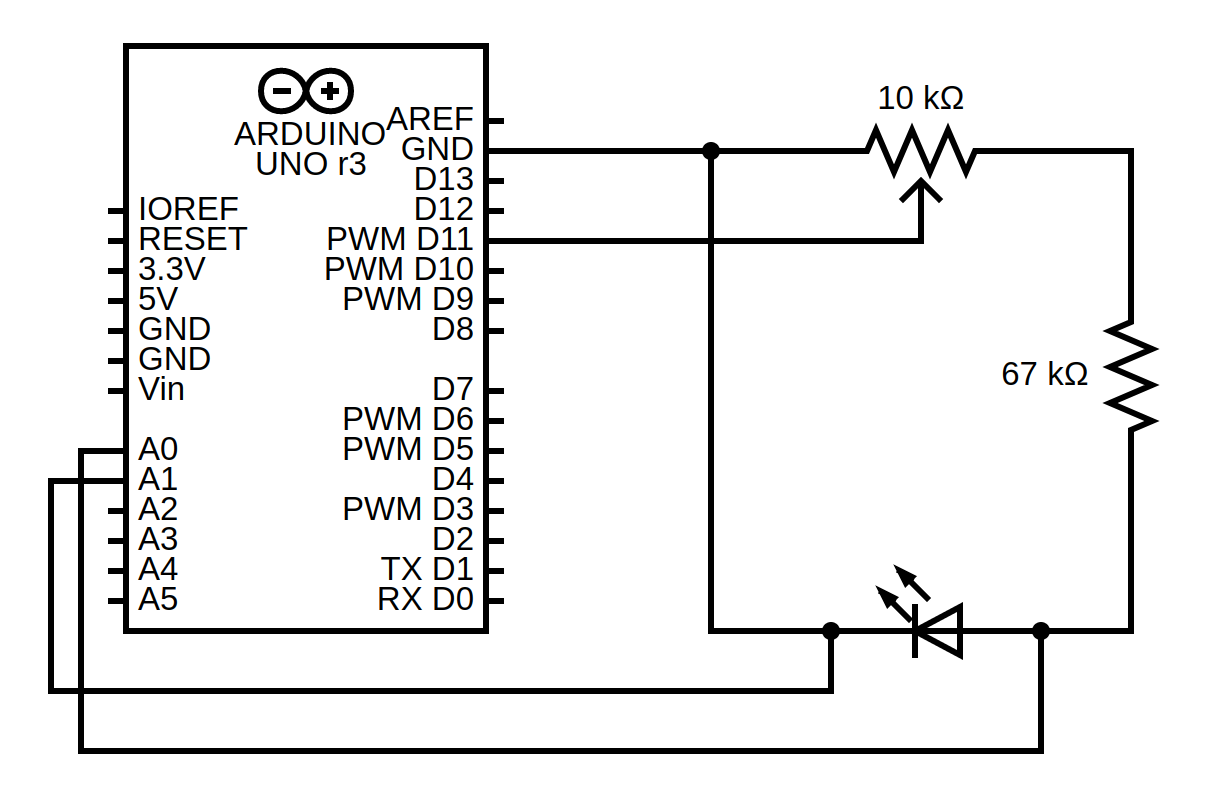 10 kΩ
AREF
ARDUINO
GND
UNO r3
D13
IOREF
D12
RESET
PWM D11
3.3V
PWM D10
5V
PWM D9
GND
D8
GND
67 kΩ
Vin
D7
PWM D6
A0
PWM D5
A1
D4
A2
PWM D3
A3
D2
A4
TX D1
A5
RX D0